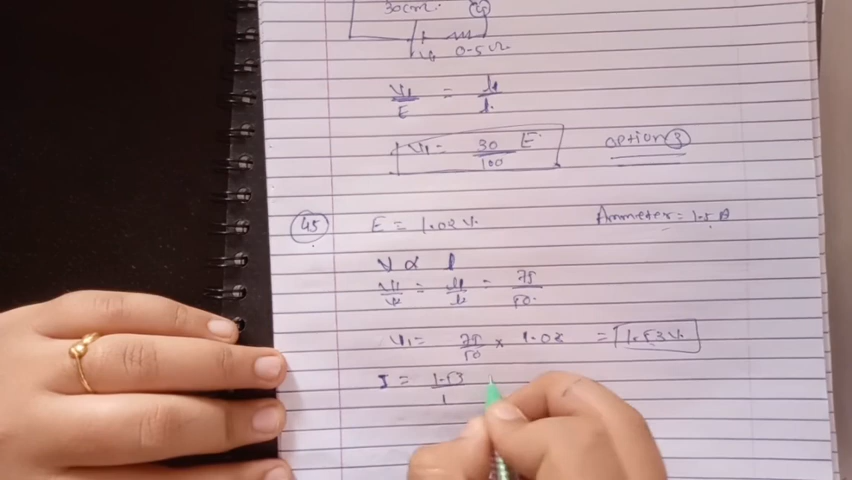 30cm. G
0.5Ω
V1/E = l1/l
V1 = 30/100 E. option 3
45 E = 1.02 V. Ammeter = 1.5 A
V ∝ l
= l1/l2 = 75/50.
V1 = 75/50 × 1.02 = 1.53 V.
I = 1.53/1